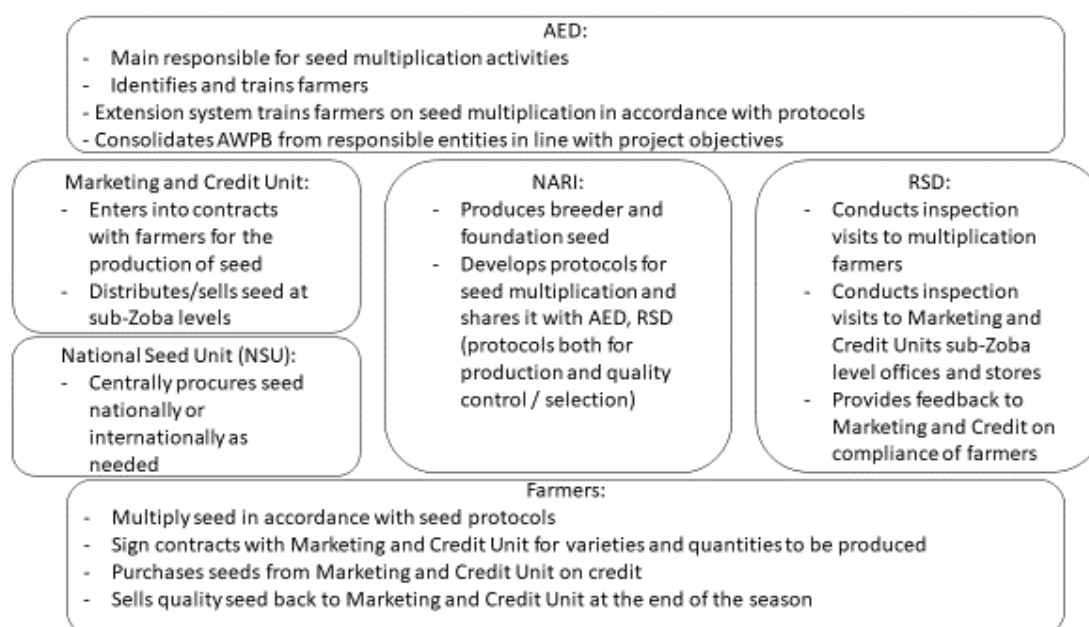 AED:
- Main responsible for seed multiplication activities
- Identifies and trains farmers
- Extension system trains farmers on seed multiplication in accordance with protocols
- Consolidates AWPB from responsible entities in line with project objectives
Marketing and Credit Unit:
- Enters into contracts
with farmers for the
production of seed
- Distributes/sells seed at
sub-Zoba levels
National Seed Unit (NSU):
- Centrally procures seed
nationally or
internationally as
needed
NARI:
- Produces breeder and
foundation seed
- Develops protocols for
seed multiplication and
shares it with AED, RSD
(protocols both for
production and quality
control / selection)
RSD:
- Conducts inspection
visits to multiplication
farmers
- Conducts inspection
visits to Marketing and
Credit Units sub-Zoba
level offices and stores
- Provides feedback to
Marketing and Credit on
compliance of farmers
Farmers:
- Multiply seed in accordance with seed protocols
- Sign contracts with Marketing and Credit Unit for varieties and quantities to be produced
- Purchases seeds from Marketing and Credit Unit on credit
- Sells quality seed back to Marketing and Credit Unit at the end of the season